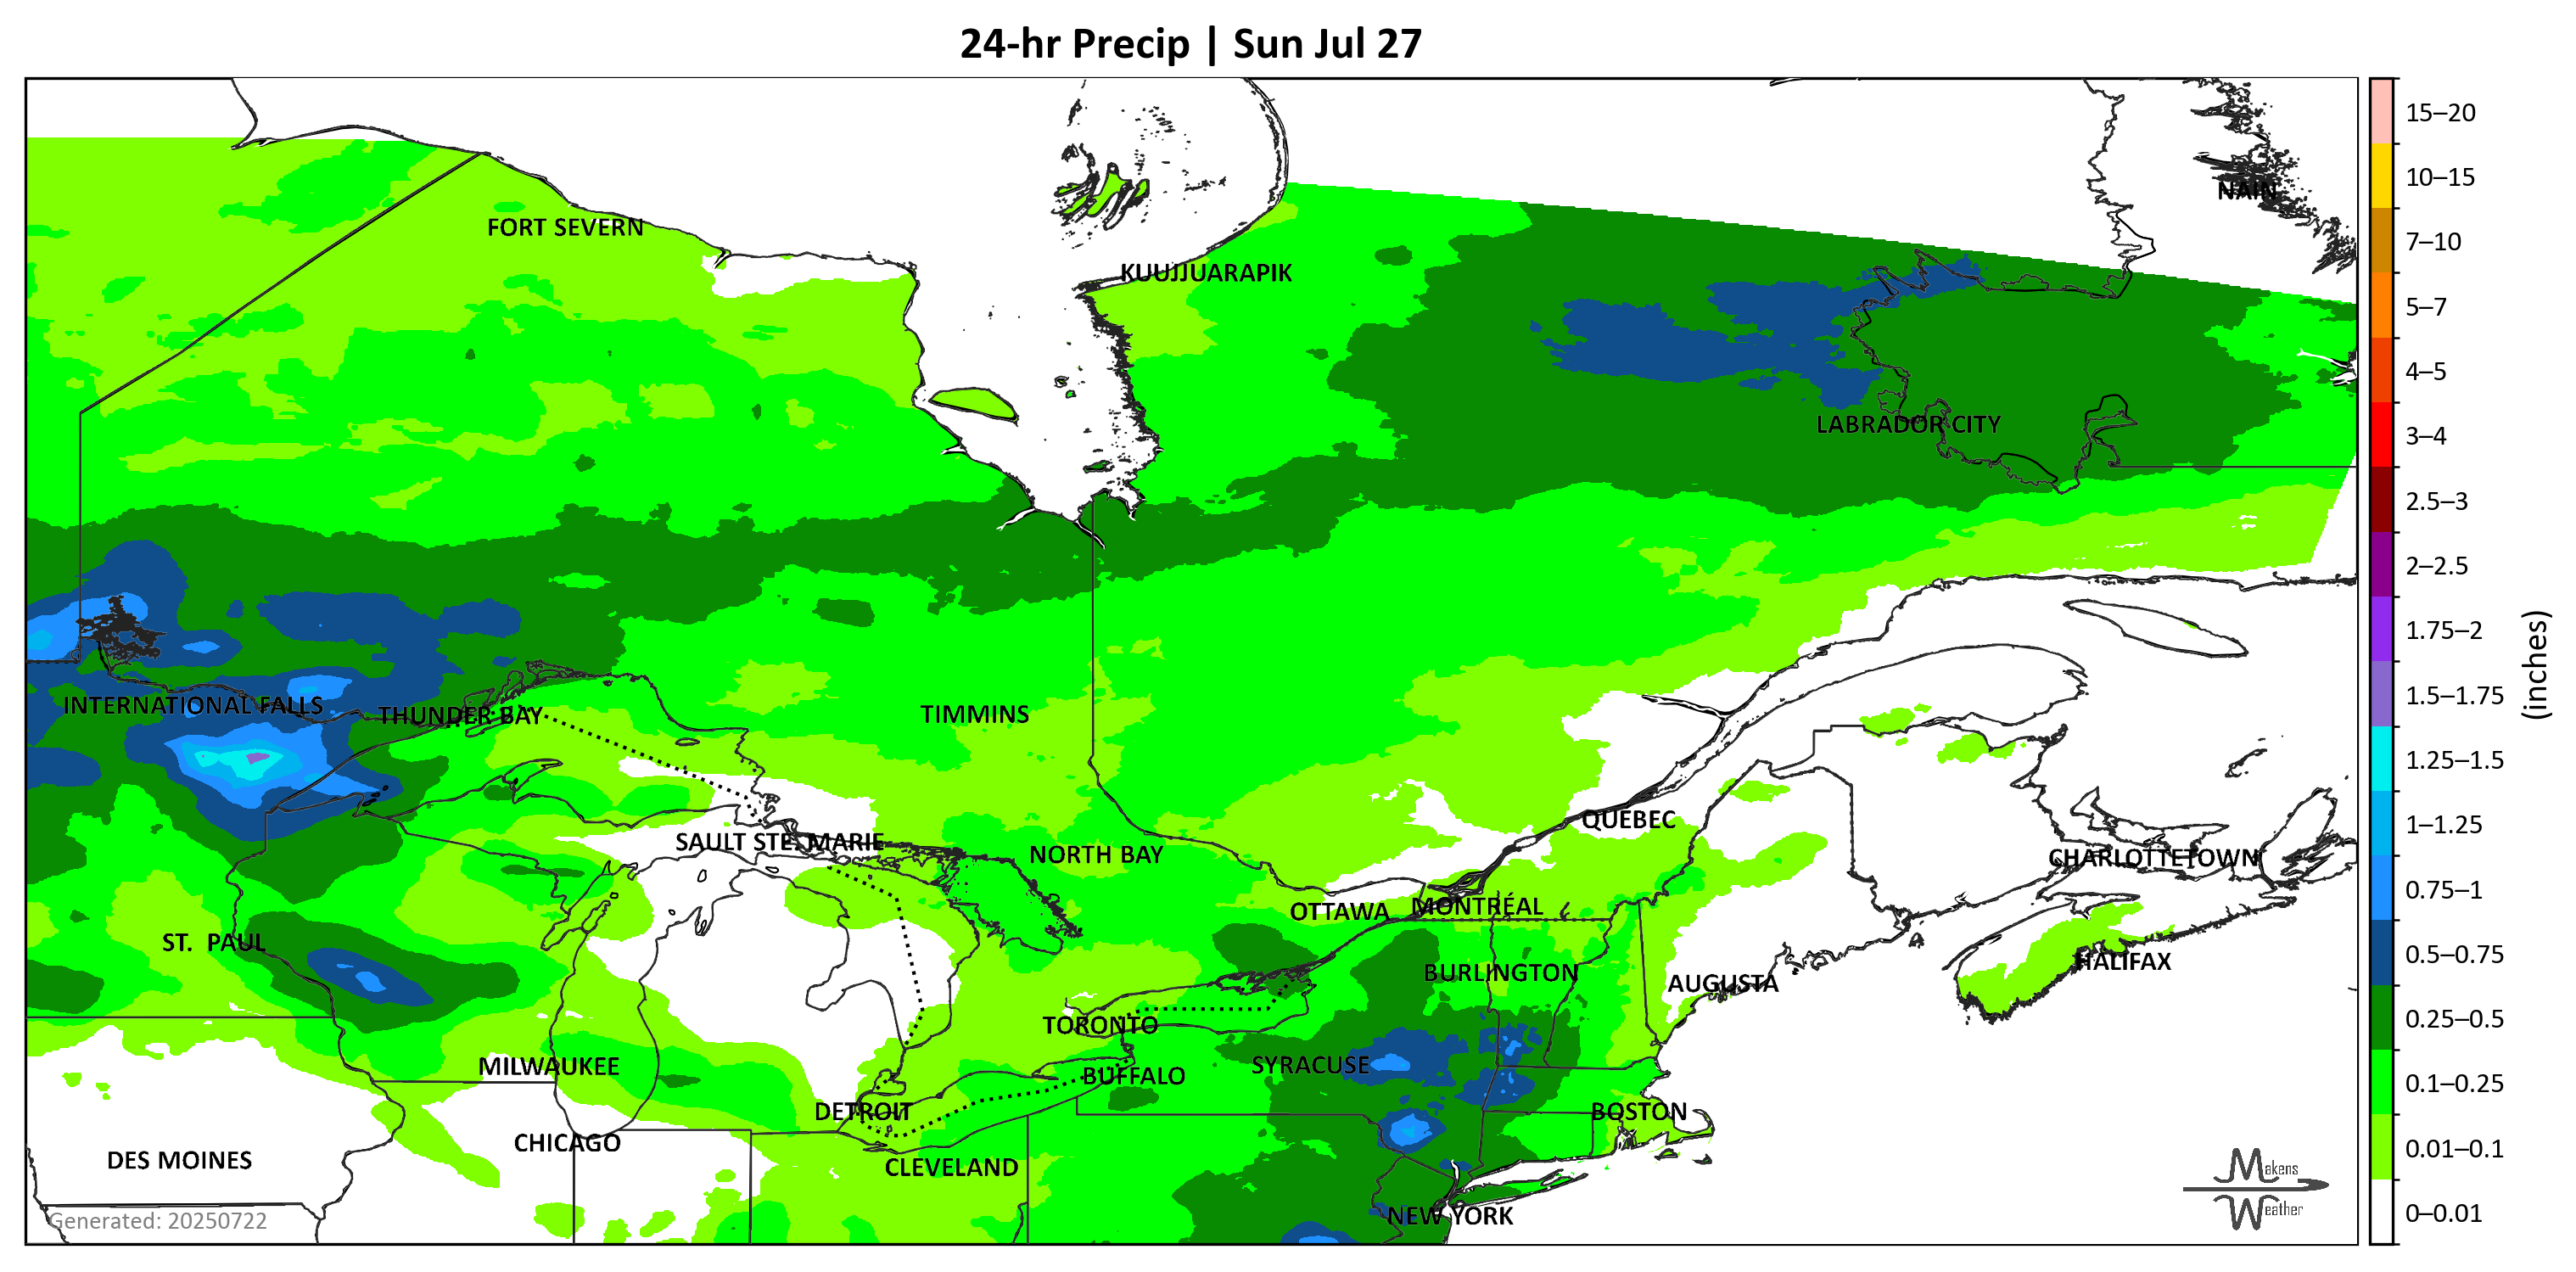 24-hr Precip | Sun Jul 27
NAIN
FORT SEVERN
KUUJJUARAPIK
LABRADOR CITY
INTERNATIONAL FALLS
THUNDER BAY
TIMMINS
QUÉBEC
SAULT STE. MARIE
NORTH BAY
CHARLOTTETOWN
OTTAWA
MONTRÉAL
ST. PAUL
HALIFAX
BURLINGTON
AUGUSTA
TORONTO
MILWAUKEE
SYRACUSE
BUFFALO
DETROIT
BOSTON
CHICAGO
DES MOINES
CLEVELAND
NEW YORK
Generated: 20250722
Makens
Weather
15–20
10–15
7–10
5–7
4–5
3–4
2.5–3
2–2.5
1.75–2
1.5–1.75
1.25–1.5
1–1.25
0.75–1
0.5–0.75
0.25–0.5
0.1–0.25
0.01–0.1
0–0.01
(inches)